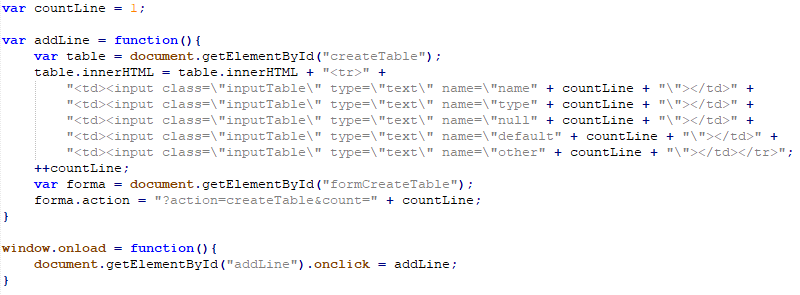 var countLine = 1;
var addLine = function(){
var table = document.getElementById("createTable");
table.innerHTML = table.innerHTML + "<tr>" +
"<td><input class=\"inputTable\" type=\"text\" name=\"name" + countLine + "\"></td>" +
"<td><input class=\"inputTable\" type=\"text\" name=\"type" + countLine + "\"></td>" +
"<td><input class=\"inputTable\" type=\"text\" name=\"null" + countLine + "\"></td>" +
"<td><input class=\"inputTable\" type=\"text\" name=\"default" + countLine + "\"></td>" +
"<td><input class=\"inputTable\" type=\"text\" name=\"other" + countLine + "\"></td></tr>";
++countLine;
var forma = document.getElementById("formCreateTable");
forma.action = "?action=createTable&count=" + countLine;
}
window.onload = function(){
document.getElementById("addLine").onclick = addLine;
}